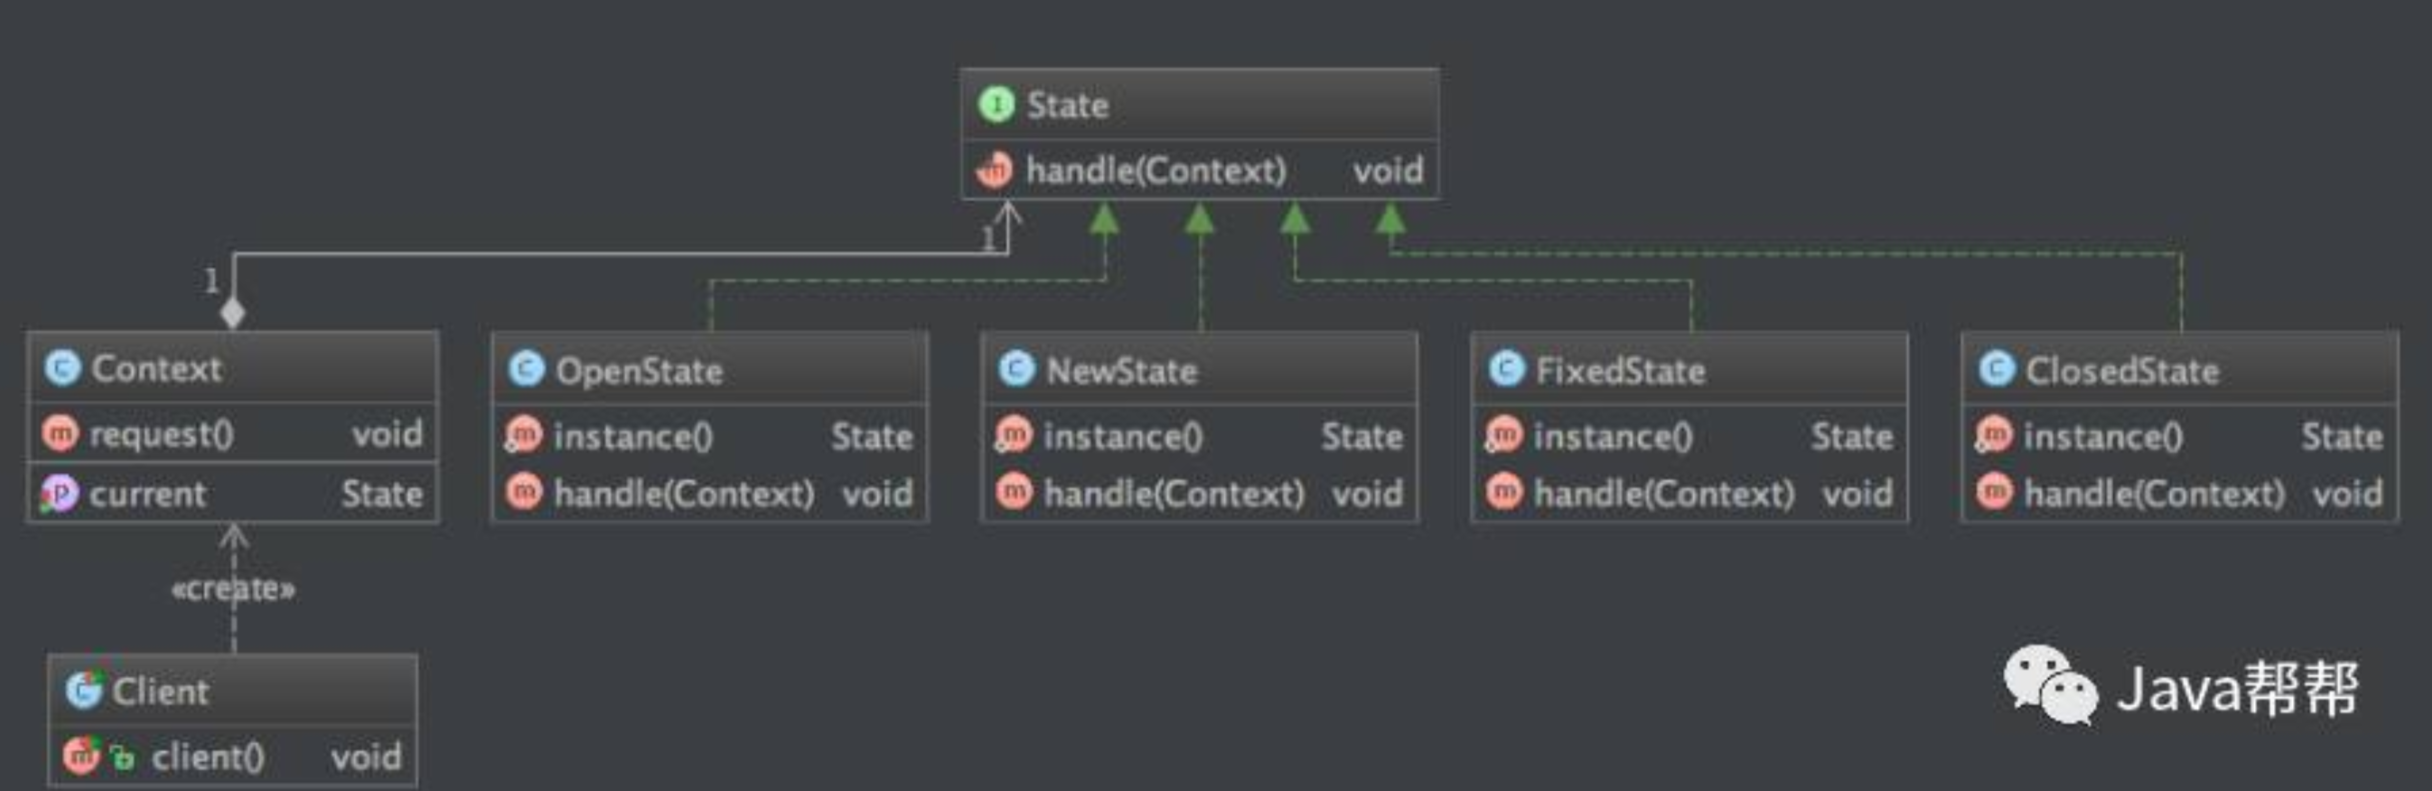 State
handle(Context) void
1
1
Context
request() void
current State
OpenState
instance() State
handle(Context) void
NewState
instance() State
handle(Context) void
FixedState
instance() State
handle(Context) void
ClosedState
instance() State
handle(Context) void
«create»
Client
client() void
Java帮帮